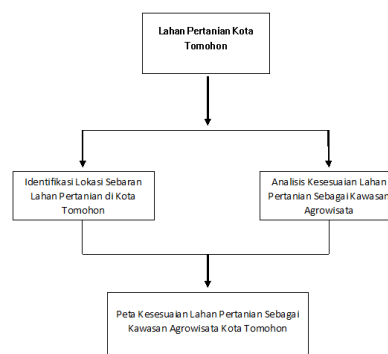 Lahan Pertanian Kota
Tomohon
Identifikasi Lokasi Sebaran
Lahan Pertanian di Kota
Tomohon
Analisis Kesesuaian Lahan
Pertanian Sebagai Kawasan
Agrowisata
Peta Kesesuaian Lahan Pertanian Sebagai
Kawasan Agrowisata Kota Tomohon